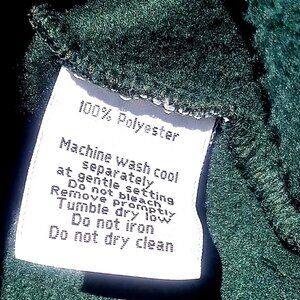 100% Polyester
Machine wash cool
separately
at gentle setting
Do not bleach
Remove promptly
Tumble dry low
Do not iron
Do not dry clean